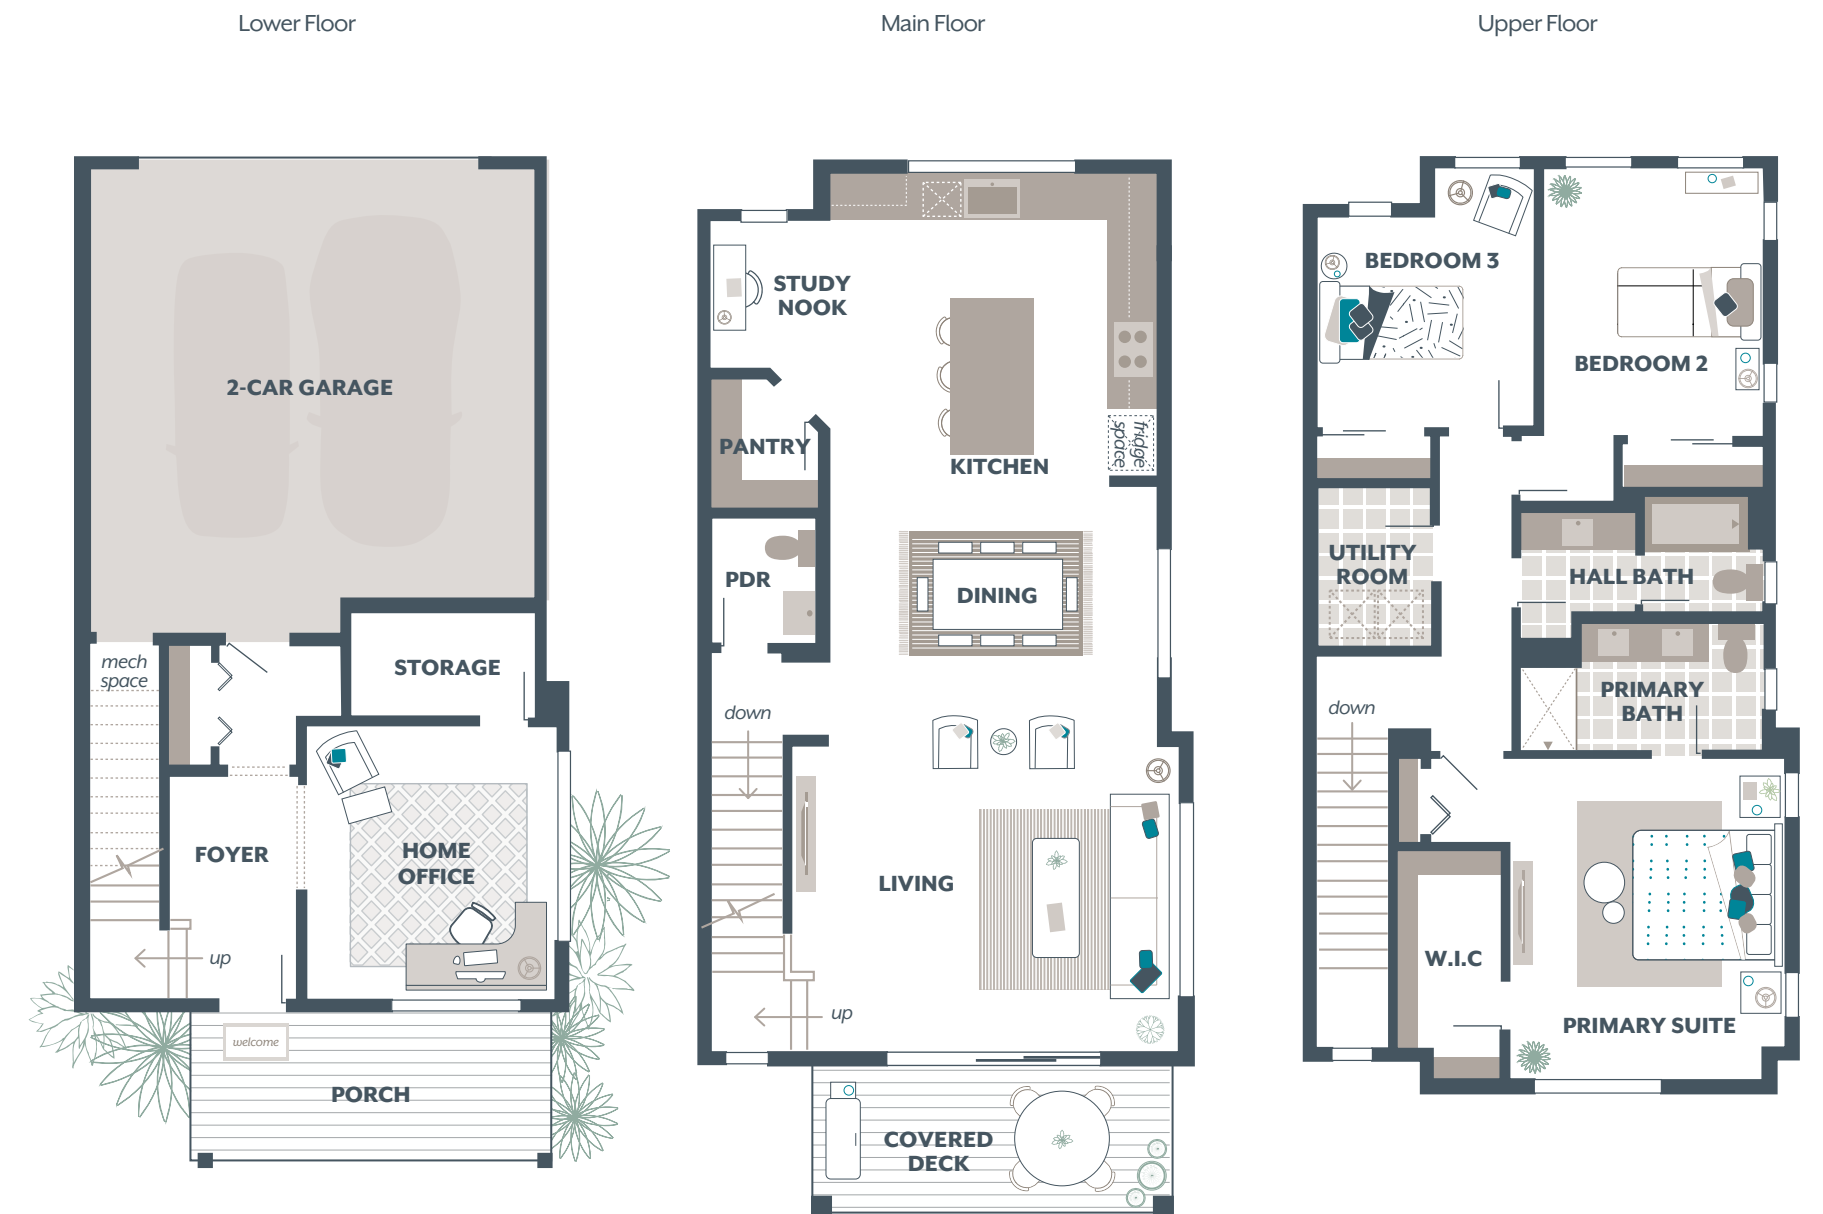 Lower Floor
Main Floor
Upper Floor
2-CAR GARAGE
mech
space
STORAGE
FOYER
HOME
OFFICE
up
welcome
PORCH
STUDY
NOOK
PANTRY
KITCHEN
fridge
space
PDR
DINING
down
LIVING
up
COVERED
DECK
BEDROOM 3
BEDROOM 2
UTILITY
ROOM
HALL BATH
PRIMARY
BATH
down
W.I.C
PRIMARY SUITE